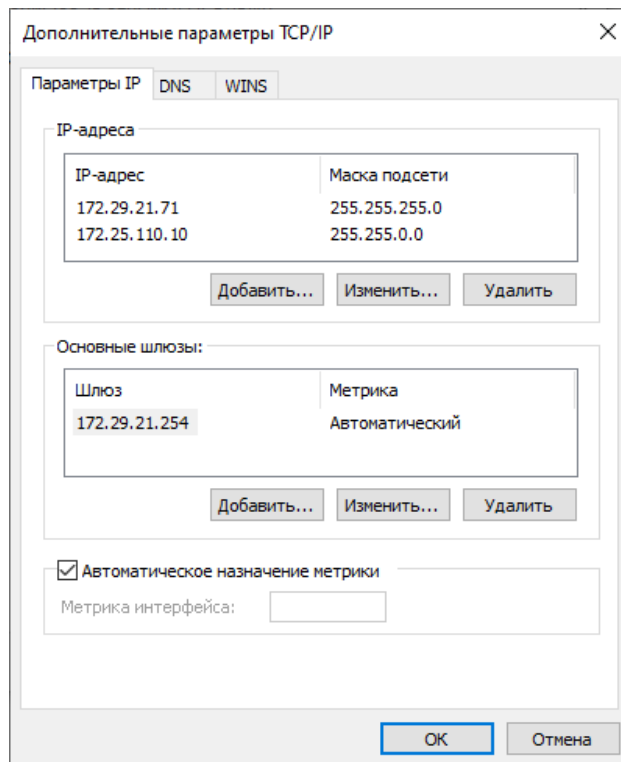 Дополнительные параметры TCP/IP
Параметры IP DNS WINS
IP-адреса
IP-адрес Маска подсети
172.29.21.71 255.255.255.0
172.25.110.10 255.255.0.0
Добавить... Изменить... Удалить
Основные шлюзы:
Шлюз Метрика
172.29.21.254 Автоматический
Добавить... Изменить... Удалить
Автоматическое назначение метрики
Метрика интерфейса:
OK Отмена